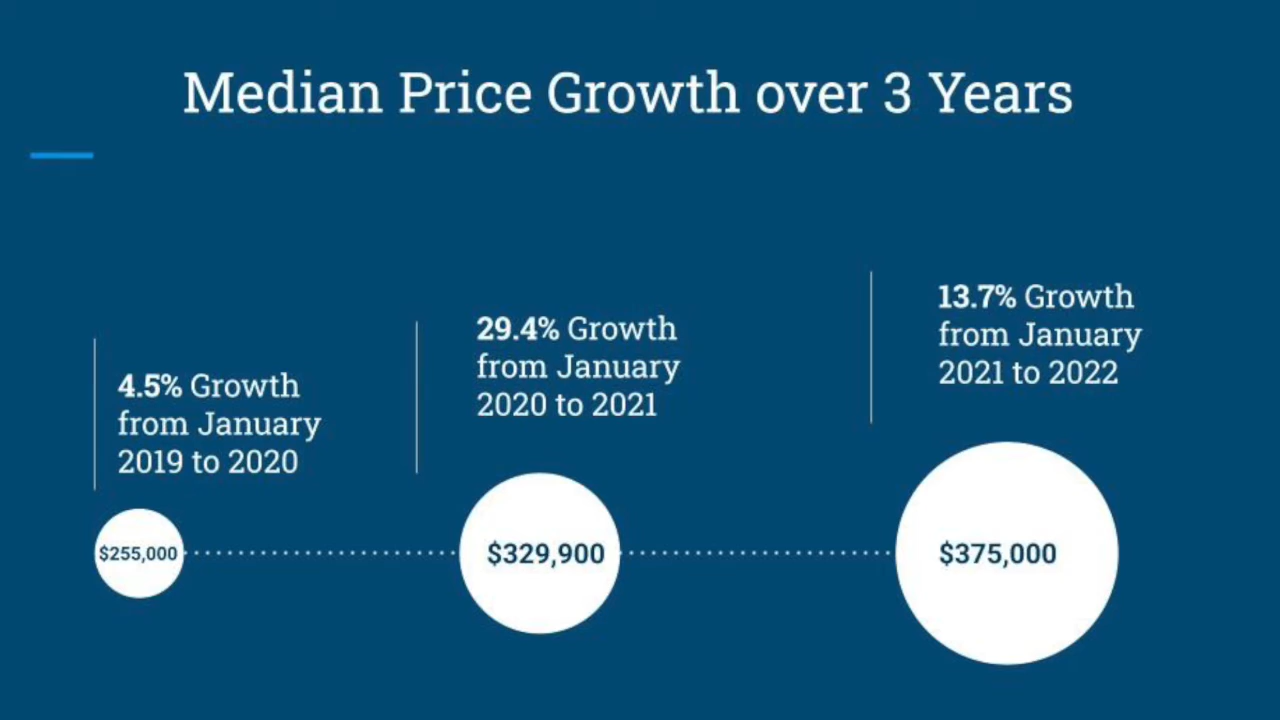 Median Price Growth over 3 Years
4.5% Growth
from January
2019 to 2020
$255,000
29.4% Growth
from January
2020 to 2021
$329,900
13.7% Growth
from January
2021 to 2022
$375,000